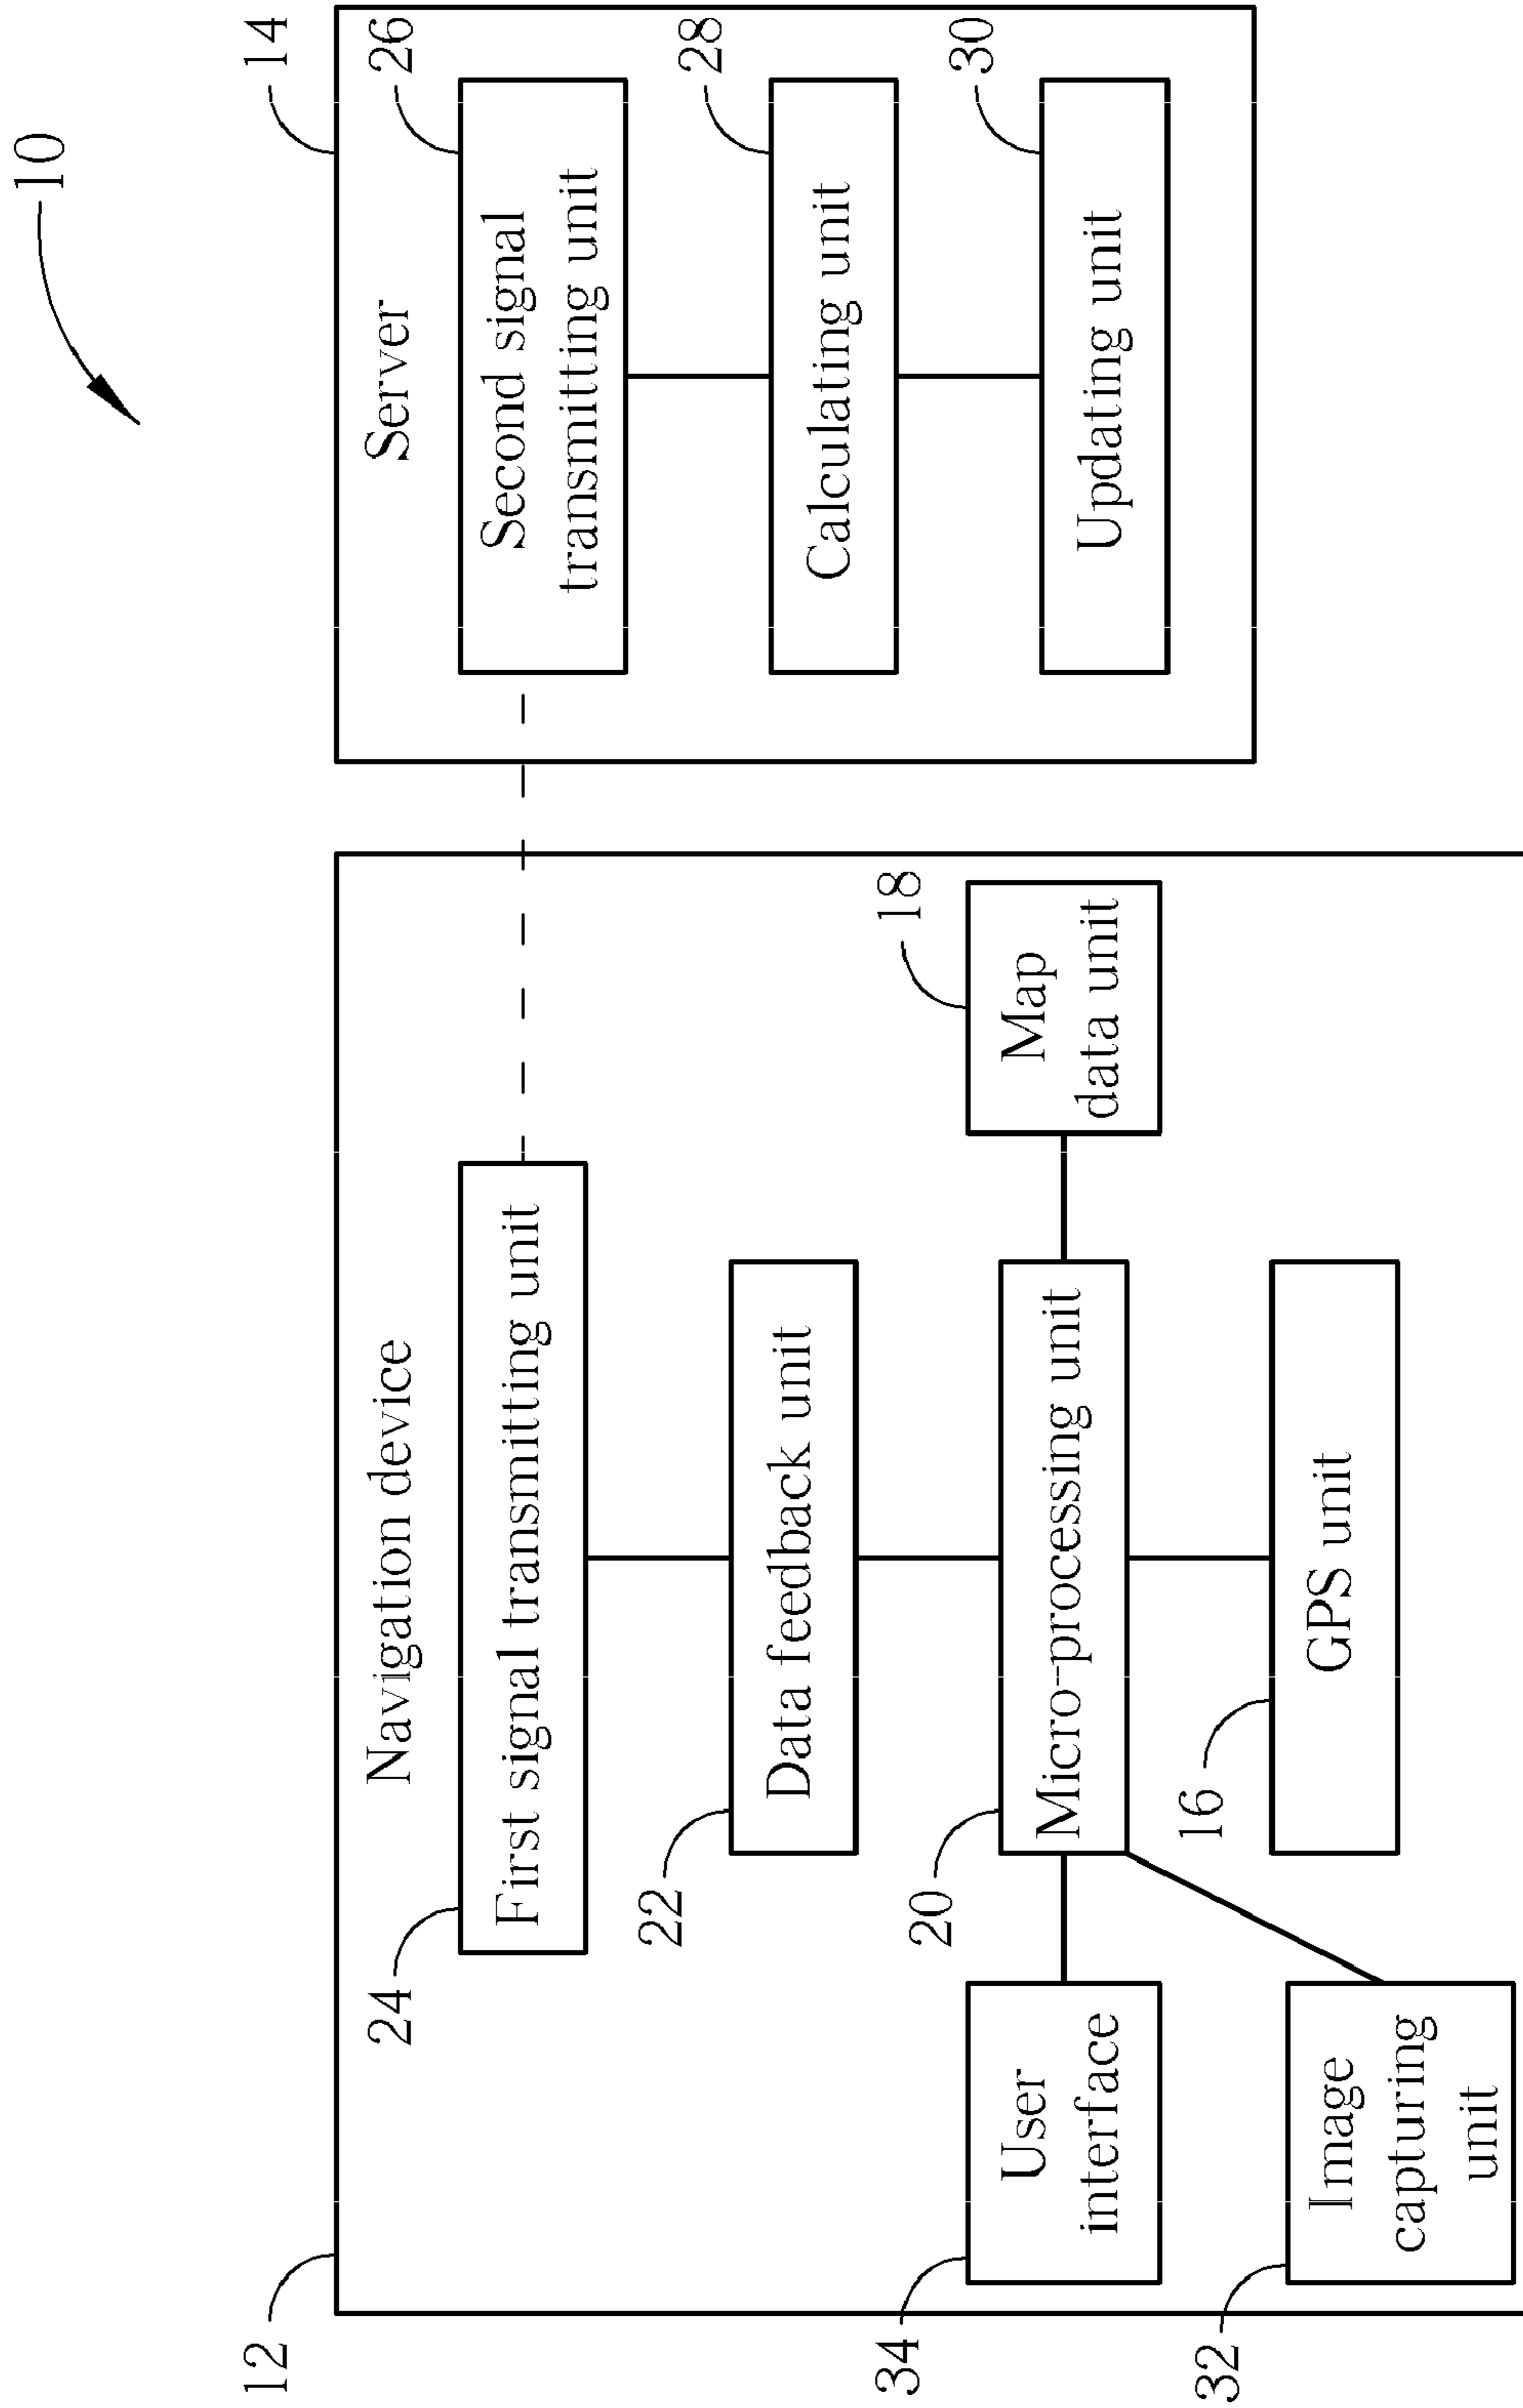 10
12
Navigation device
24
First signal transmitting unit
22
Data feedback unit
34
User
interface
20
Micro-processing unit
18
Map
data unit
32
Image
capturing
unit
16
GPS unit
14
Server
26
Second signal
transmitting unit
28
Calculating unit
30
Updating unit